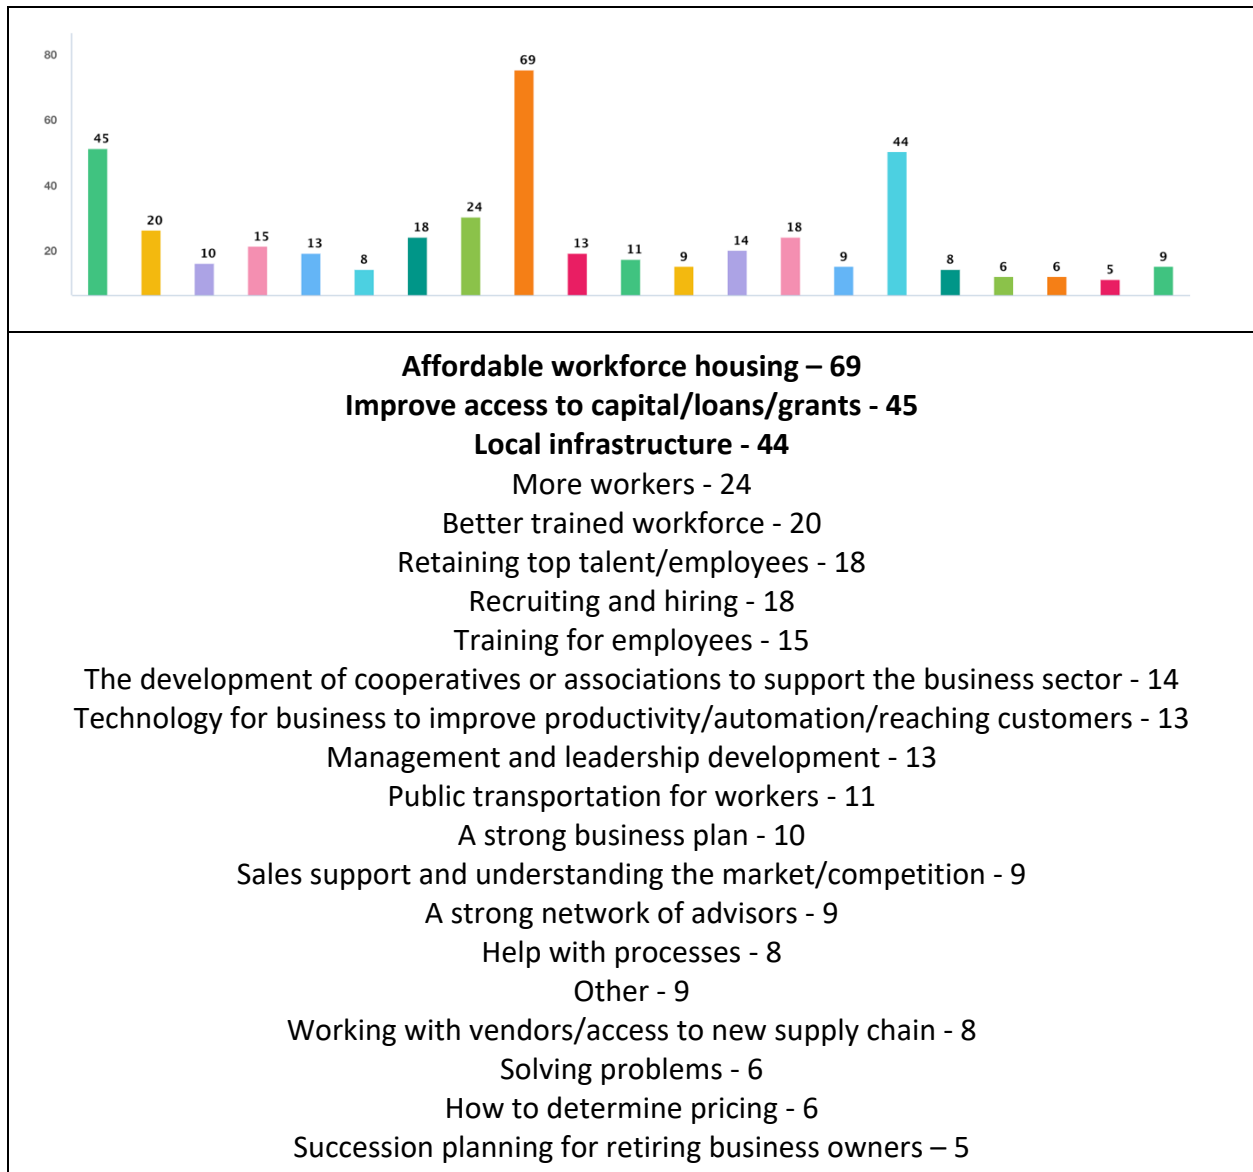 80
69
60
45
44
40
24
20
20
18
18
15
14
13
13
11
10
9
9
9
8
8
6
6
5
Affordable workforce housing – 69
Improve access to capital/loans/grants - 45
Local infrastructure - 44
More workers - 24
Better trained workforce - 20
Retaining top talent/employees - 18
Recruiting and hiring - 18
Training for employees - 15
The development of cooperatives or associations to support the business sector - 14
Technology for business to improve productivity/automation/reaching customers - 13
Management and leadership development - 13
Public transportation for workers - 11
A strong business plan - 10
Sales support and understanding the market/competition - 9
A strong network of advisors - 9
Help with processes - 8
Other - 9
Working with vendors/access to new supply chain - 8
Solving problems - 6
How to determine pricing - 6
Succession planning for retiring business owners – 5